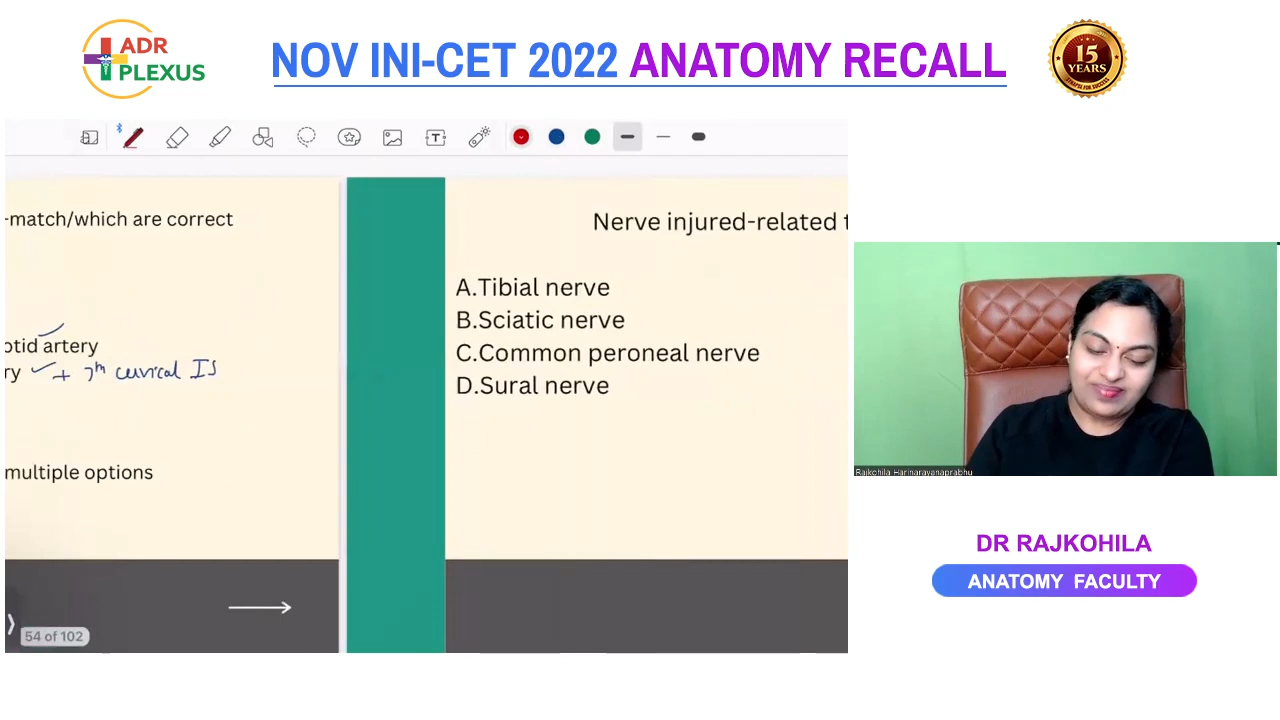 ADR
PLEXUS
NOV INI-CET 2022 ANATOMY RECALL
15
YEARS
-match/which are correct
otid artery
ry + 7th cervical IS
multiple options
54 of 102
Nerve injured-related t
A.Tibial nerve
B.Sciatic nerve
C.Common peroneal nerve
D.Sural nerve
T
Rajkohila Harinarayanaprabhu
DR RAJKOHILA
ANATOMY FACULTY